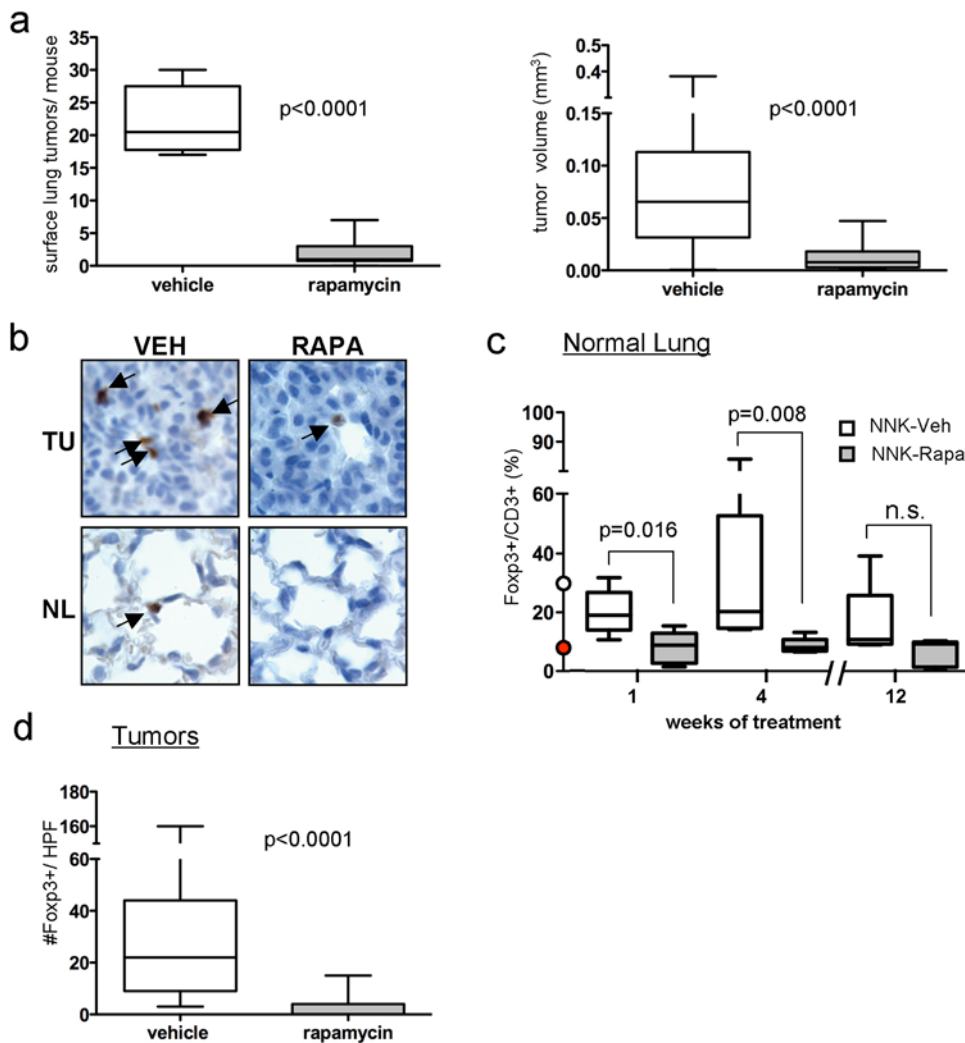 a
surface lung tumors/ mouse
35
30
25
20
15
10
5
0
p<0.0001
vehicle
rapamycin
tumor volume (mm³)
0.5
0.4
0.15
0.10
0.05
0.00
p<0.0001
vehicle
rapamycin
b
VEH
RAPA
TU
NL
c
Normal Lung
Foxp3+/CD3+ (%)
100
80
60
40
20
0
p=0.016
p=0.008
n.s.
NNK-Veh
NNK-Rapa
1
4
12
weeks of treatment
d
Tumors
#Foxp3+/ HPF
180
160
60
40
20
0
p<0.0001
vehicle
rapamycin